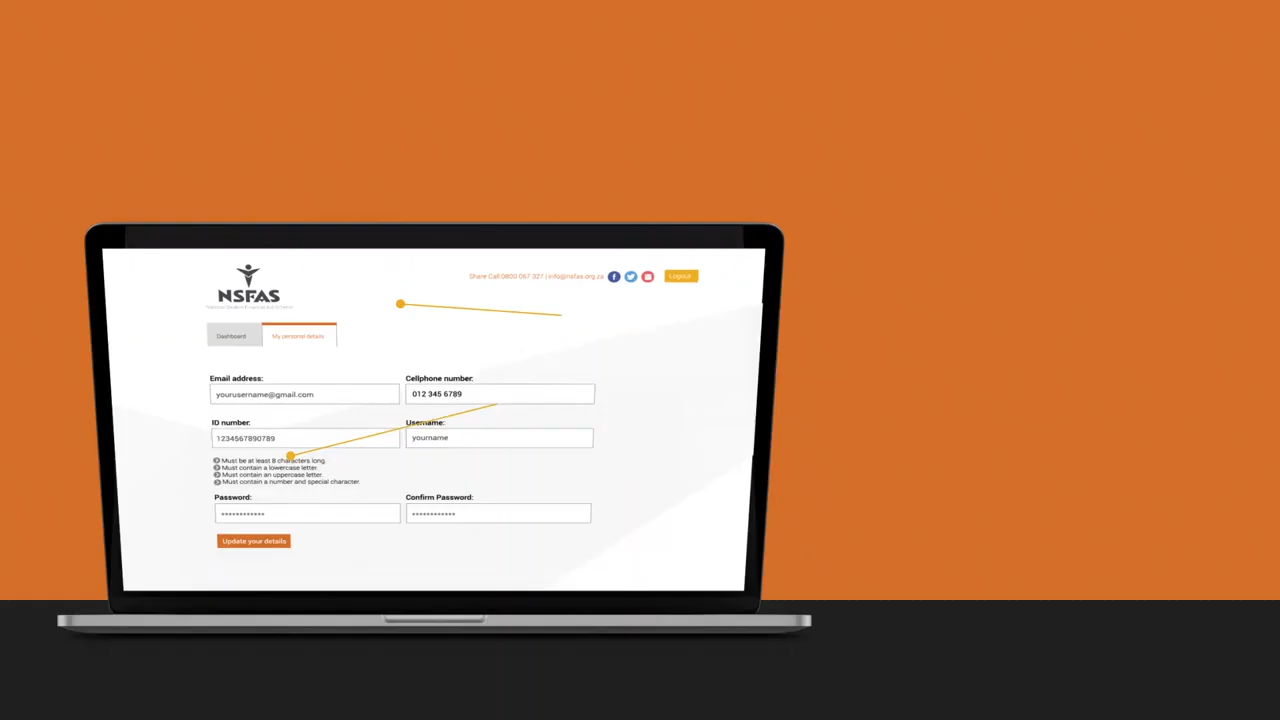 NSFAS
Share Call:0800 067 327 | info@nsfas.org.za
Logout
Dashboard
My personal details
Email address:
Cellphone number:
yourusername@gmail.com
012 345 6789
ID number:
Username:
1234567890789
yourname
Must be at least 8 characters long.
Must contain a lowercase letter.
Must contain an uppercase letter.
Must contain a number and special character.
Password:
Confirm Password:
************
************
Update your details